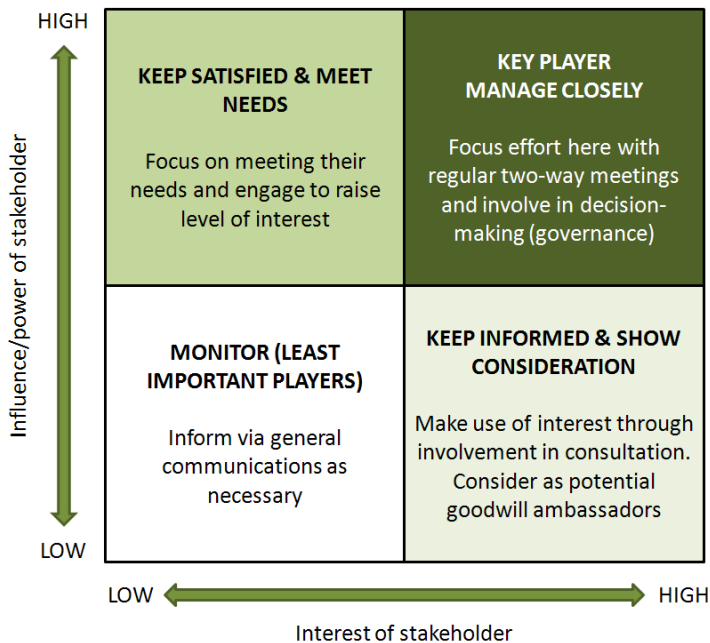 HIGH
KEEP SATISFIED & MEET
NEEDS
Focus on meeting their
needs and engage to raise
level of interest
KEY PLAYER
MANAGE CLOSELY
Focus effort here with
regular two-way meetings
and involve in decision-
making (governance)
Influence/power of stakeholder
MONITOR (LEAST
IMPORTANT PLAYERS)
Inform via general
communications as
necessary
KEEP INFORMED & SHOW
CONSIDERATION
Make use of interest through
involvement in consultation.
Consider as potential
goodwill ambassadors
LOW
LOW
HIGH
Interest of stakeholder